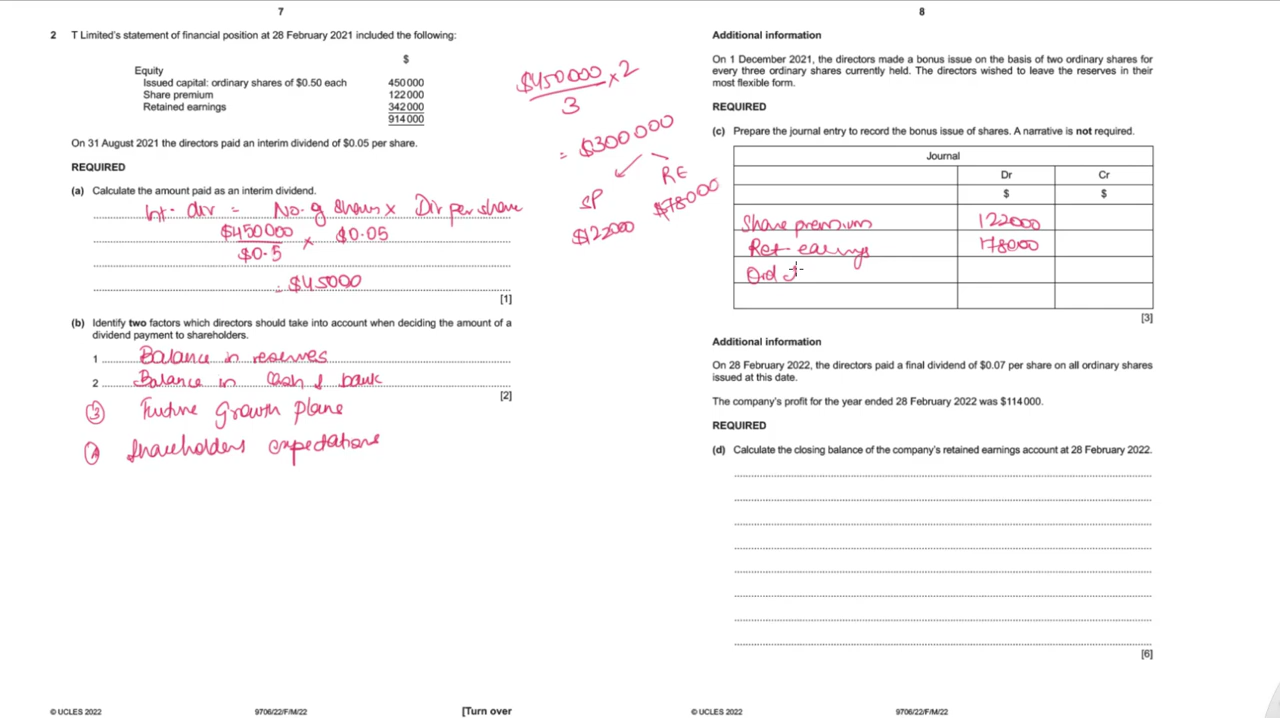 7
2 T Limited's statement of financial position at 28 February 2021 included the following:
$
Equity
Issued capital: ordinary shares of $0.50 each 450 000
Share premium 122 000
Retained earnings 342 000
914 000
On 31 August 2021 the directors paid an interim dividend of $0.05 per share.
REQUIRED
(a) Calculate the amount paid as an interim dividend.
Int. div = No. of shares x Div per share
$450 000 x $0.05
$0.5
= $45000
[1]
(b) Identify two factors which directors should take into account when deciding the amount of a
dividend payment to shareholders.
1 Balance in reserves
2 Balance in Cash & bank
[2]
(3) Future Growth plans
(4) Shareholders expectations
$450 000 x 2
3
= $300 000
SP RE
$122000 $178000
© UCLES 2022 9706/22/F/M/22 [Turn over
8
Additional information
On 1 December 2021, the directors made a bonus issue on the basis of two ordinary shares for
every three ordinary shares currently held. The directors wished to leave the reserves in their
most flexible form.
REQUIRED
(c) Prepare the journal entry to record the bonus issue of shares. A narrative is not required.
Journal
Dr Cr
$ $
Share premium 122000
Ret earnings 178000
Ord
[3]
Additional information
On 28 February 2022, the directors paid a final dividend of $0.07 per share on all ordinary shares
issued at this date.
The company's profit for the year ended 28 February 2022 was $114 000.
REQUIRED
(d) Calculate the closing balance of the company's retained earnings account at 28 February 2022.
[6]
© UCLES 2022 9706/22/F/M/22